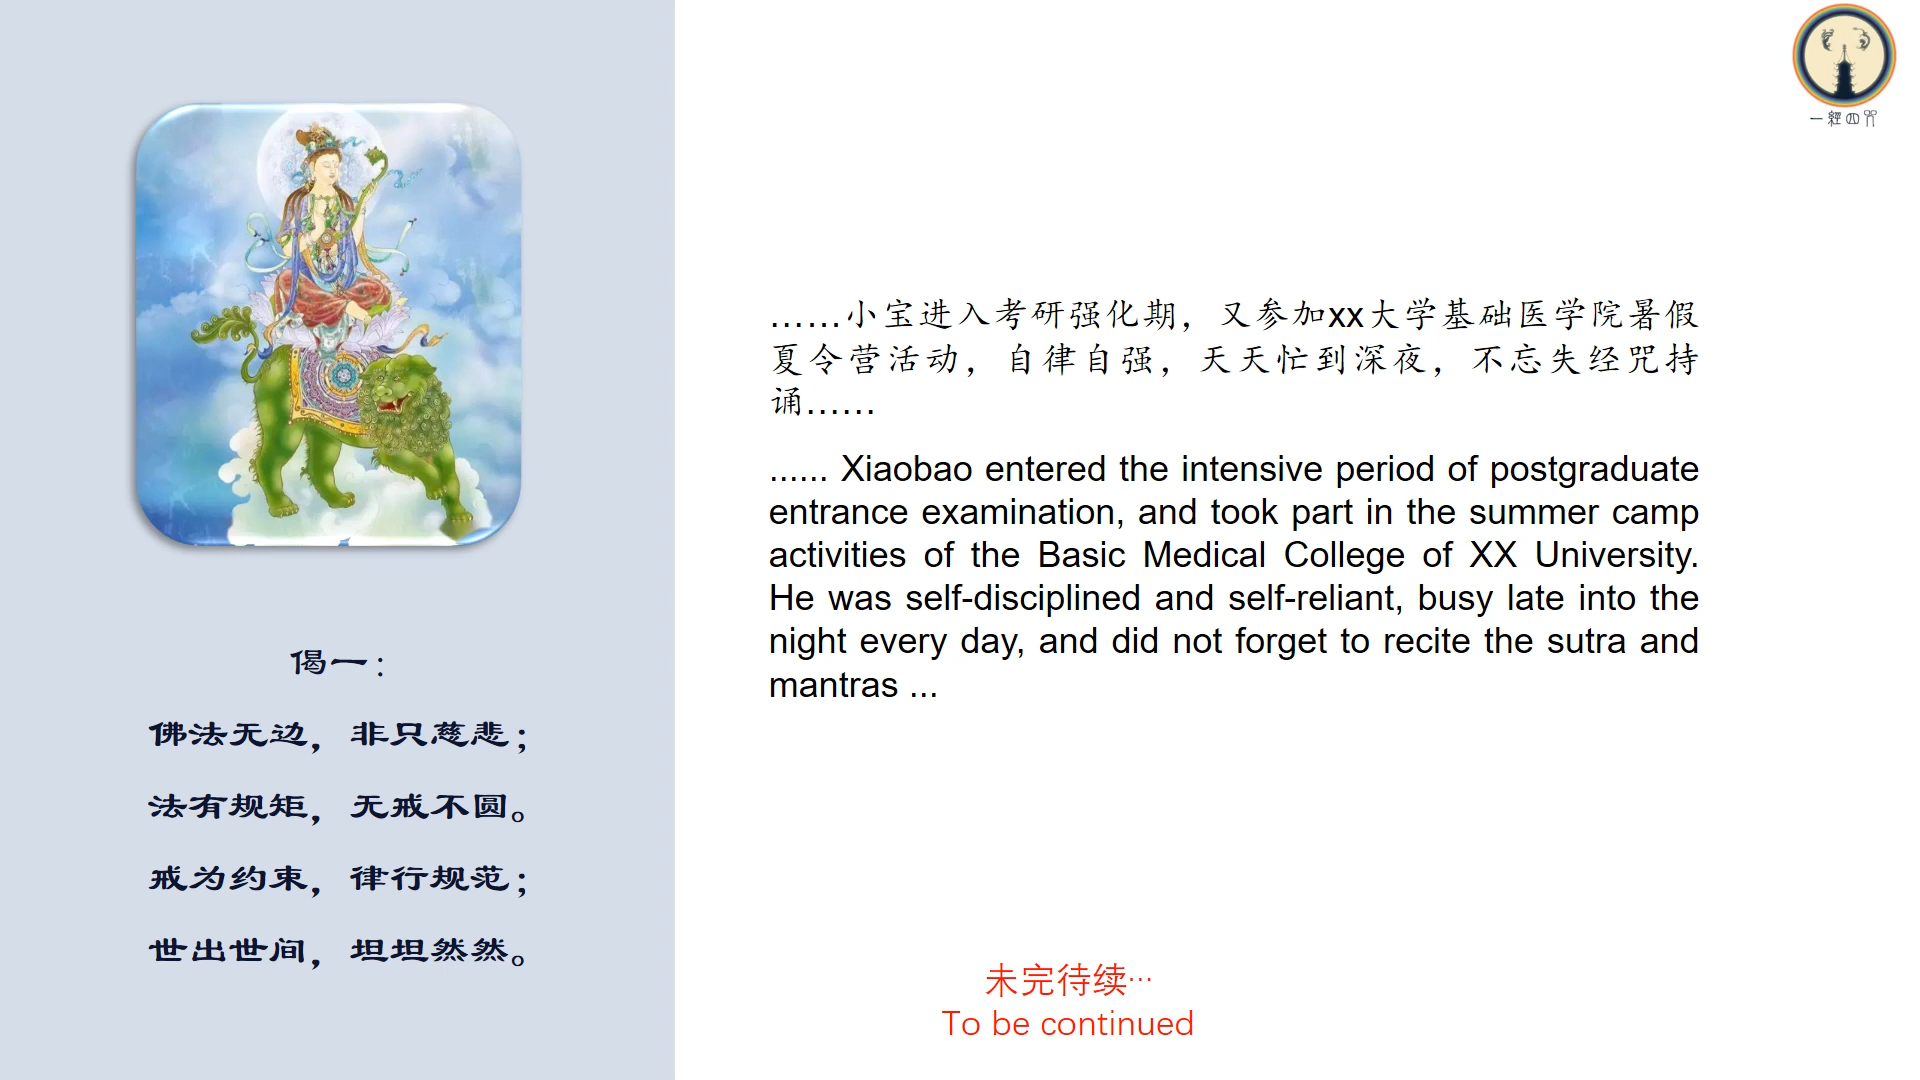 一經四咒
偈一：
佛法无边，非只慈悲；
法有规矩，无戒不圆。
戒为约束，律行规范；
世出世间，坦坦然然。
……小宝进入考研强化期，又参加xx大学基础医学院暑假
夏令营活动，自律自强，天天忙到深夜，不忘失经咒持
诵……
...... Xiaobao entered the intensive period of postgraduate
entrance examination, and took part in the summer camp
activities of the Basic Medical College of XX University.
He was self-disciplined and self-reliant, busy late into the
night every day, and did not forget to recite the sutra and
mantras ...
未完待续…
To be continued